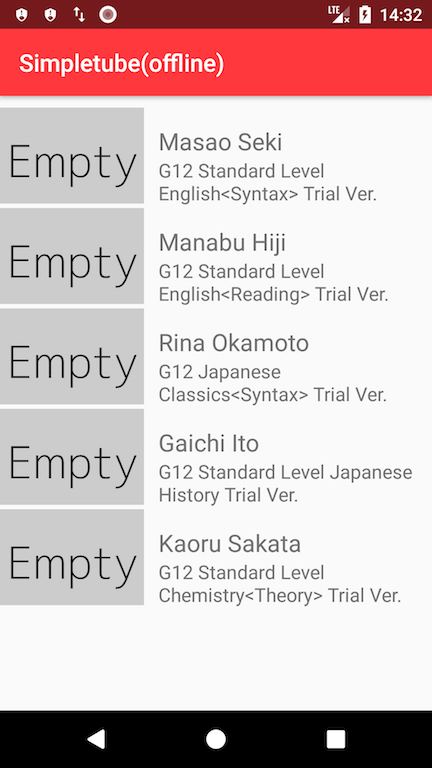 LTE 14:32
Simpletube(offline)
Empty
Masao Seki
G12 Standard Level
English<Syntax> Trial Ver.
Empty
Manabu Hiji
G12 Standard Level
English<Reading> Trial Ver.
Empty
Rina Okamoto
G12 Japanese
Classics<Syntax> Trial Ver.
Empty
Gaichi Ito
G12 Standard Level Japanese
History Trial Ver.
Empty
Kaoru Sakata
G12 Standard Level
Chemistry<Theory> Trial Ver.